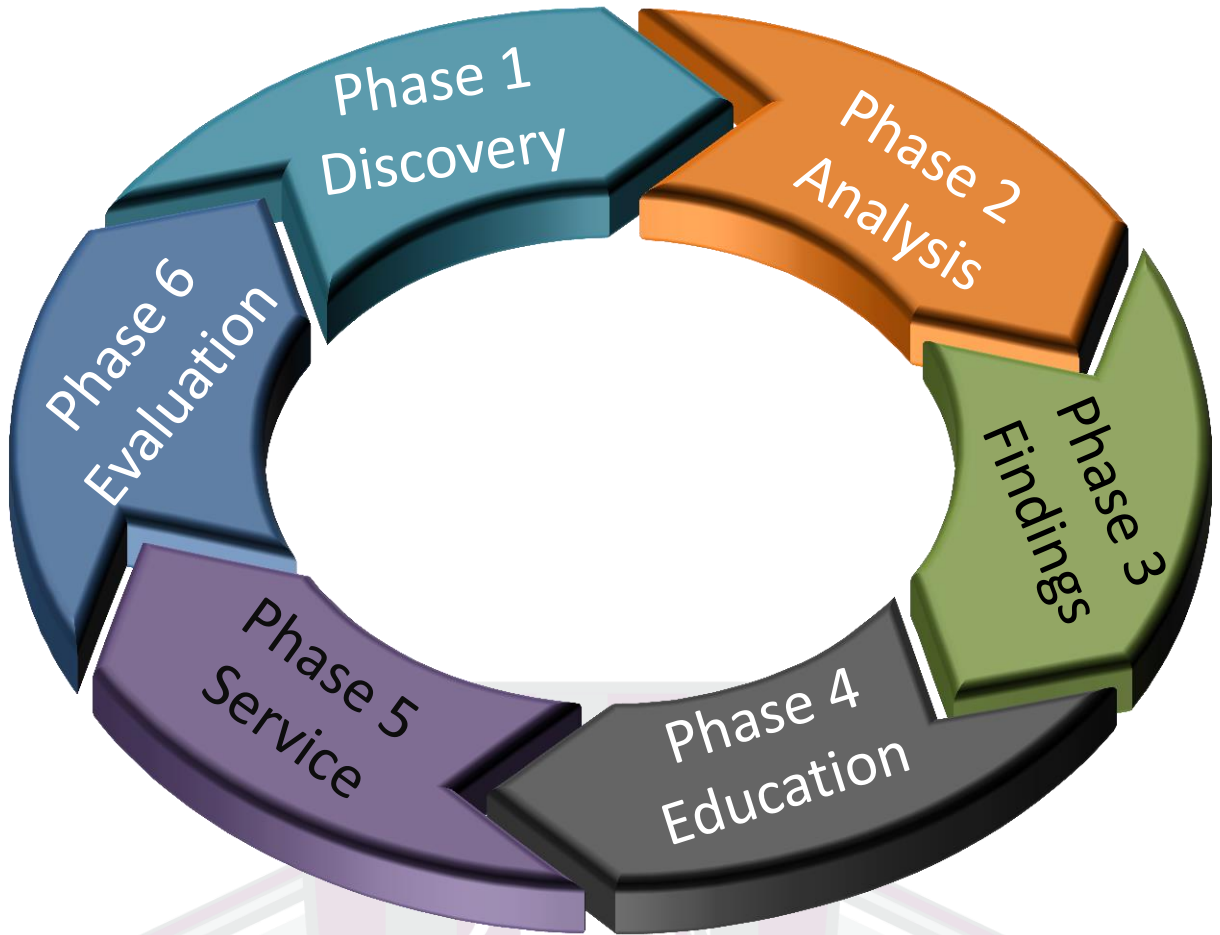 Phase 1
Discovery
Phase 2
Analysis
Phase 3
Findings
Phase 4
Education
Phase 5
Service
Phase 6
Evaluation